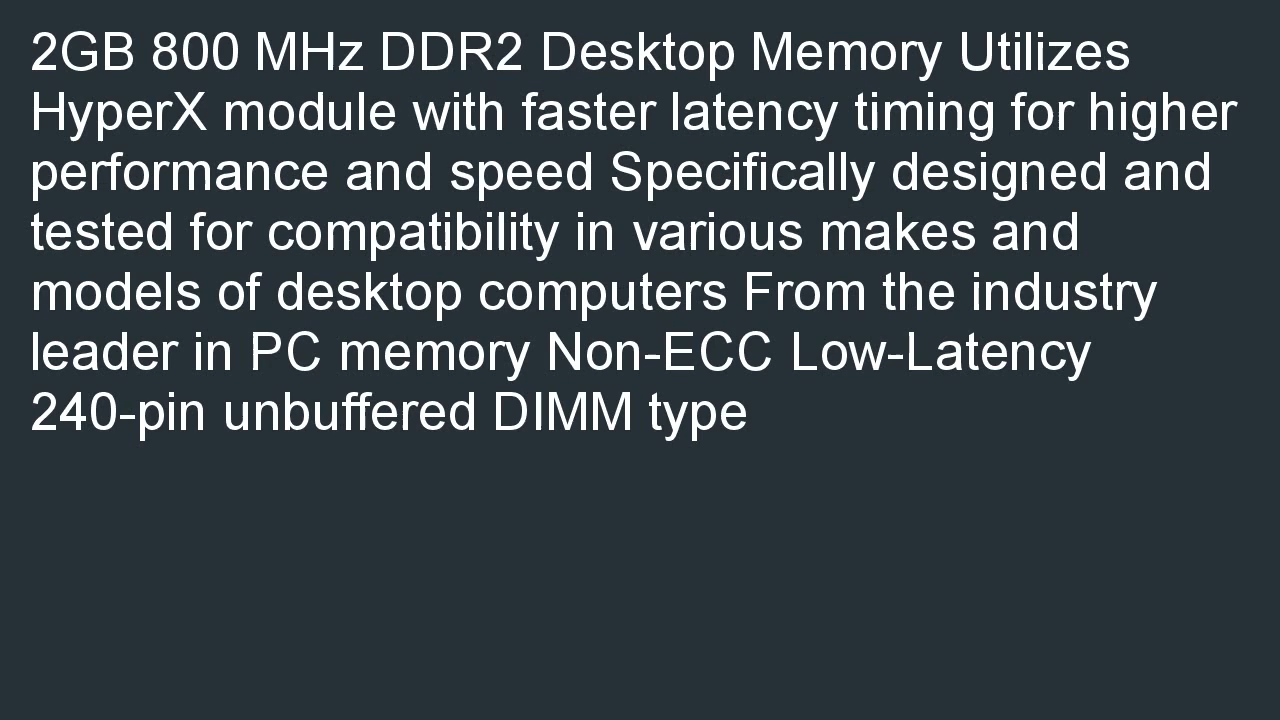 2GB 800 MHz DDR2 Desktop Memory Utilizes
HyperX module with faster latency timing for higher
performance and speed Specifically designed and
tested for compatibility in various makes and
models of desktop computers From the industry
leader in PC memory Non-ECC Low-Latency
240-pin unbuffered DIMM type